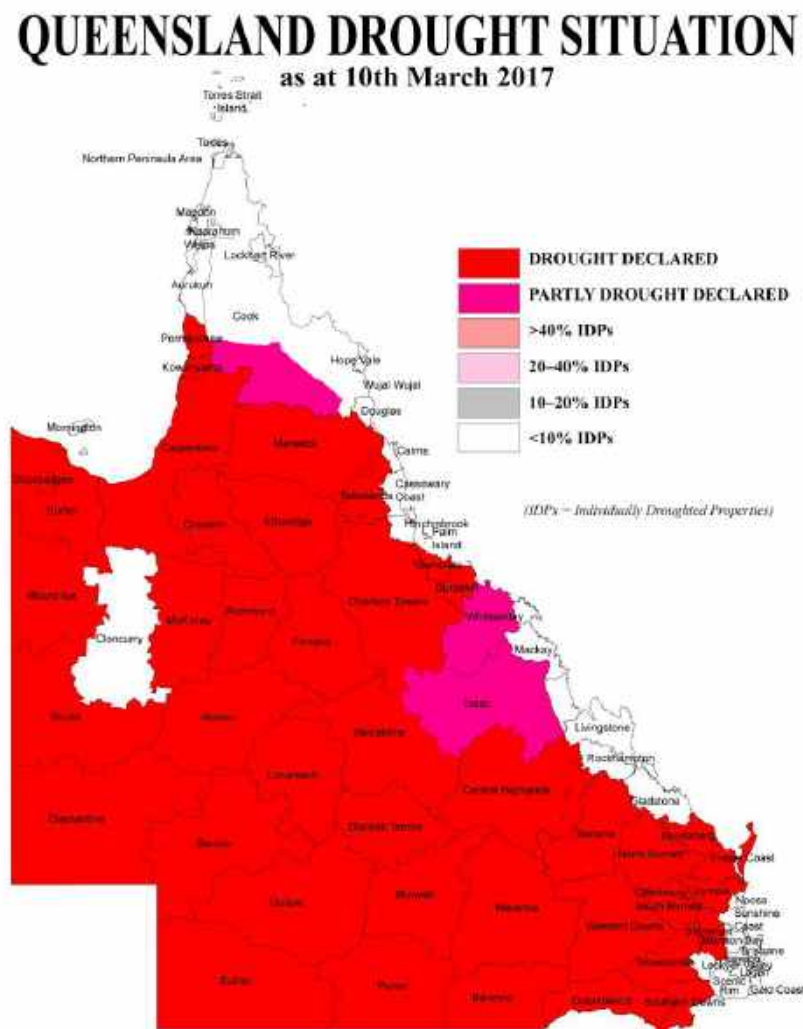 QUEENSLAND DROUGHT SITUATION
as at 10th March 2017
Torres Strait
Island
Torres
Northern Peninsula Area
Mapoon
Napranum
Weipa
Lockhart River
Aurukun
Cook
DROUGHT DECLARED
PARTLY DROUGHT DECLARED
>40% IDPs
20–40% IDPs
10–20% IDPs
<10% IDPs
(IDPs = Individually Droughted Properties)
Pormpuraaw
Kowanyama
Hope Vale
Wujal Wujal
Douglas
Mornington
Carpentaria
Mareeba
Cairns
Cassowary
Coast
Tablelands
Doomadgee
Burke
Croydon
Etheridge
Hinchinbrook
Palm
Island
Townsville
Burdekin
Charters Towers
Mount Isa
Cloncurry
McKinlay
Richmond
Flinders
Whitsunday
Mackay
Isaac
Boulia
Winton
Barcaldine
Livingstone
Longreach
Rockhampton
Central Highlands
Gladstone
Diamantina
Blackall Tambo
Banana
Bundaberg
North Burnett
Fraser Coast
Barcoo
Quilpie
Murweh
Maranoa
Cherbourg
Gympie
South Burnett
Noosa
Sunshine
Coast
Western Downs
Moreton Bay
Brisbane
Toowoomba
Lockyer Valley
Logan
Scenic
Rim
Gold Coast
Bulloo
Paroo
Balonne
Goondiwindi
Southern Downs